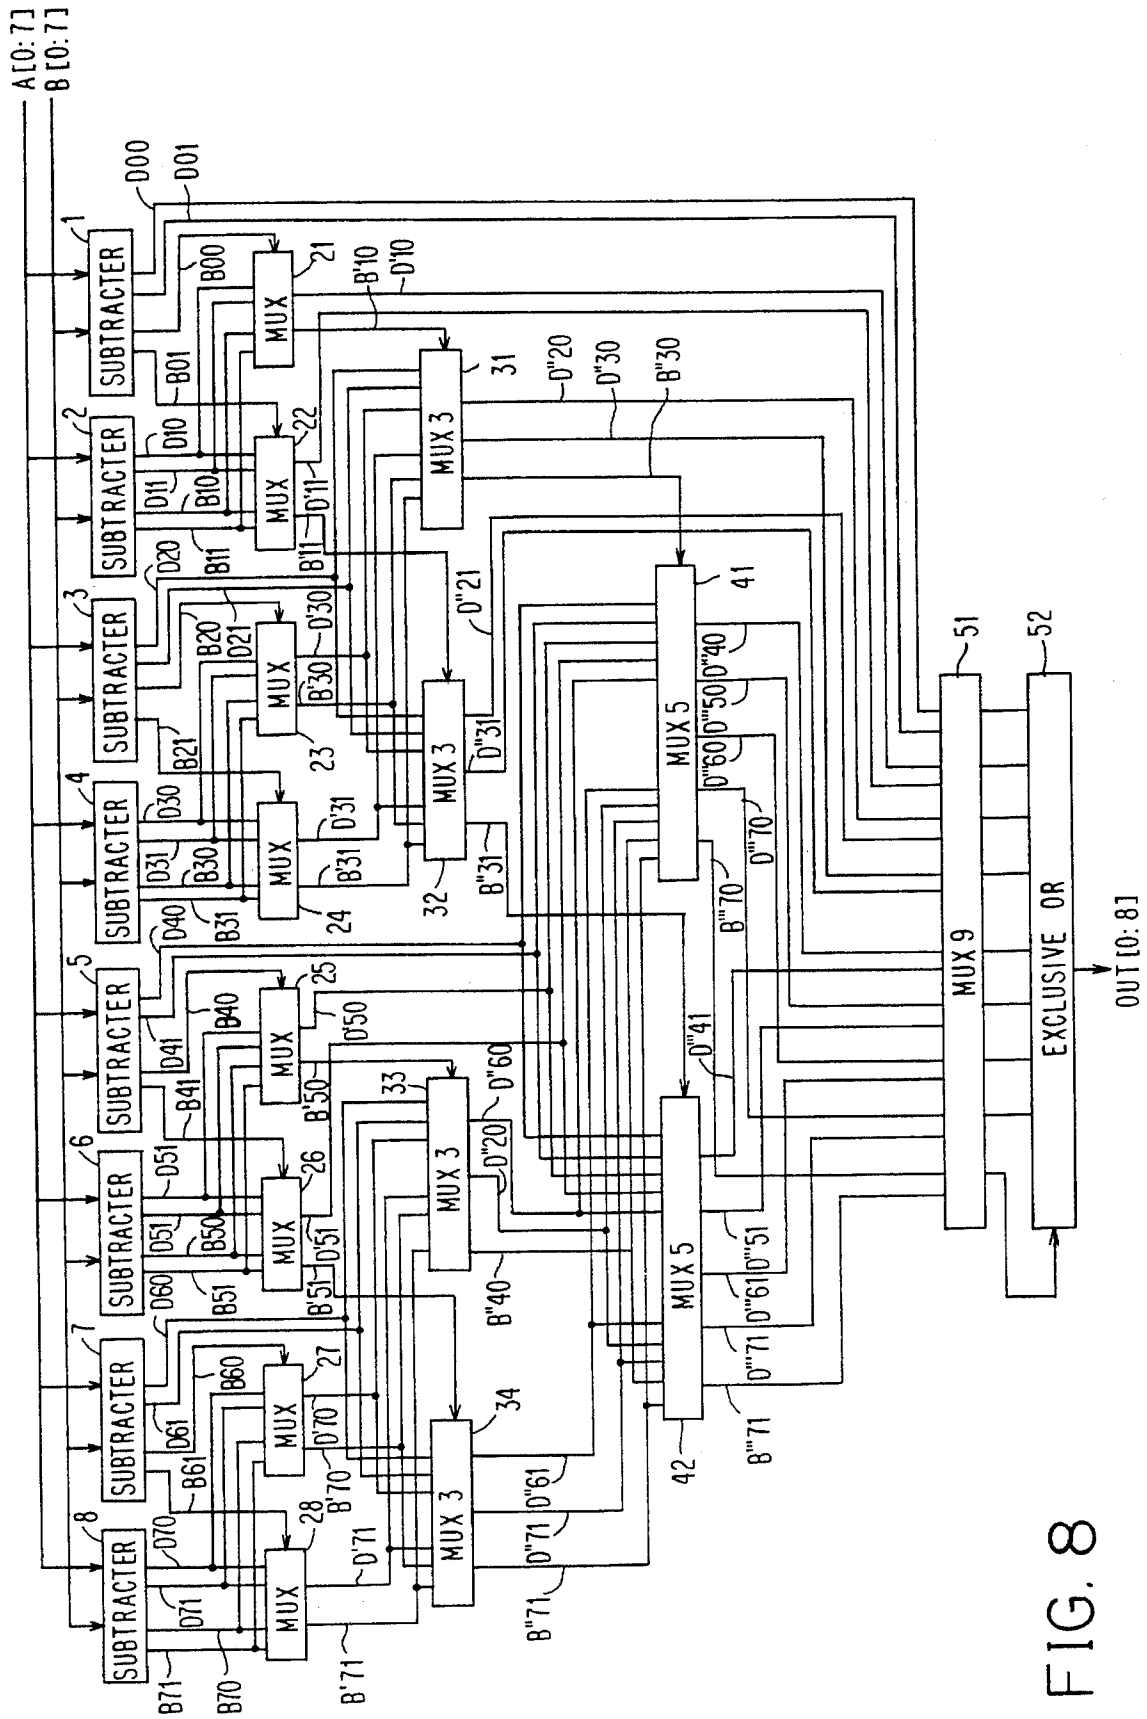 A[0:7]
B[0:7]
SUBTRACTER 8
SUBTRACTER 7
SUBTRACTER 6
SUBTRACTER 5
SUBTRACTER 4
SUBTRACTER 3
SUBTRACTER 2
SUBTRACTER 1
B71
B70
D71
D70
B61
B60
D61
D60
B51
B50
D51
D51
B41
B40
D41
D40
B31
B30
D31
D30
B21
B20
D21
D20
B11
B10
D11
D10
B01
B00
D00
D01
MUX 28
MUX 27
MUX 26
MUX 25
MUX 24
MUX 23
MUX 22
MUX 21
B'71
D'71
B'70
D'70
B'51
D'51
B'50
D'50
B'31
D'31
B'30
D'30
B'11
D'11
D'11
B'10
D'10
MUX 3 34
MUX 3 33
MUX 3 32
MUX 3 31
B"71
D"71
D"61
B"40
D"20
D"60
B"31
D"31
D"21
D"20
D"30
B"30
MUX 5 42
MUX 5 41
B'''71
D'''71
D'''61
D'''51
D'''41
B'''70
D'''70
D'''60
D'''50
D'''40
MUX 9 51
EXCLUSIVE OR 52
OUT[0:8]
FIG. 8